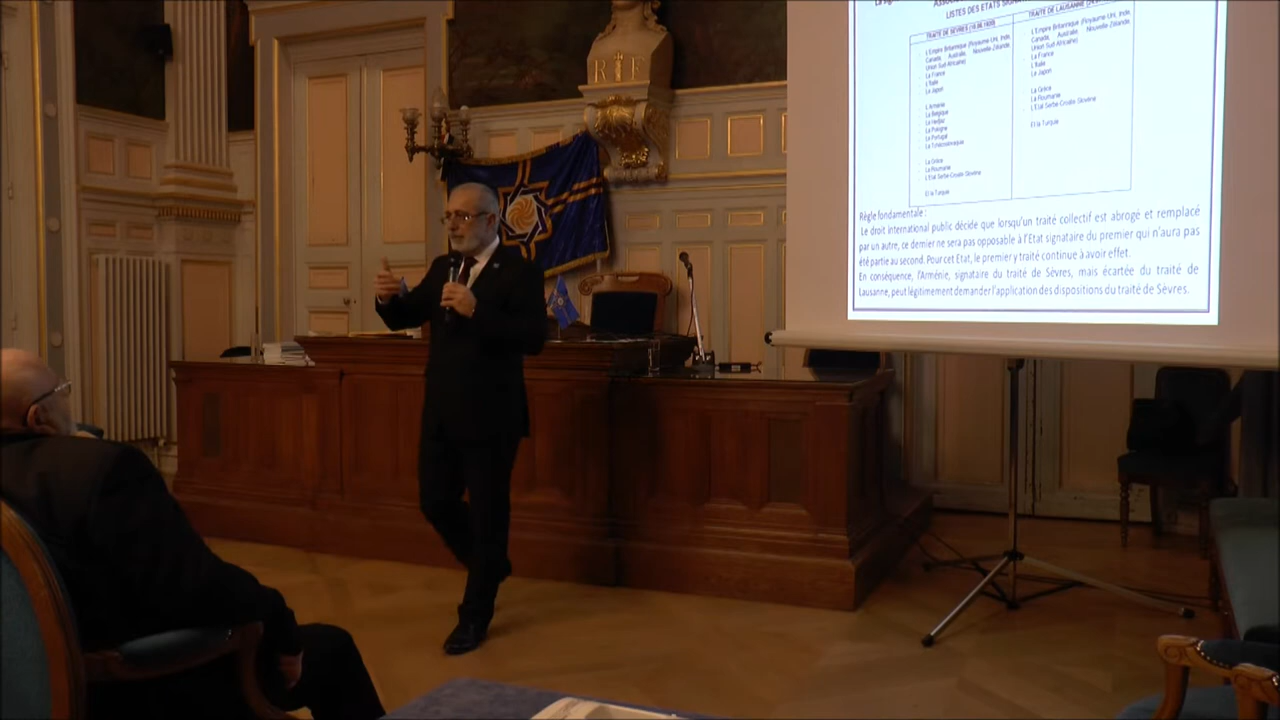 LISTES DES ETATS
TRAITE DE SEVRES
L'Empire Britannique (Royaume-Uni, Inde,
Canada, Australie, Nouvelle-Zélande,
Union Sud-Africaine)
La France
L'Italie
Le Japon
L'Arménie
La Belgique
Le Hedjaz
La Pologne
Le Portugal
La Tchécoslovaquie
La Grèce
La Roumanie
L'Etat Serbe-Croate-Slovène
Et la Turquie
TRAITE DE LAUSANNE
L'Empire Britannique (Royaume-Uni, Inde,
Canada, Australie, Nouvelle-Zélande,
Union Sud-Africaine)
La France
L'Italie
Le Japon
La Grèce
La Roumanie
L'Etat Serbe-Croate-Slovène
Et la Turquie
Règle fondamentale :
Le droit international public décide que lorsqu'un traité collectif est abrogé et remplacé
par un autre, ce dernier ne sera pas opposable à l'Etat signataire du premier qui n'aura pas
été partie au second. Pour cet Etat, le premier y traité continue à avoir effet.
En conséquence, l'Arménie, signataire du traité de Sèvres, mais écartée du traité de
Lausanne, peut légitimement demander l'application des dispositions du traité de Sèvres.
R F